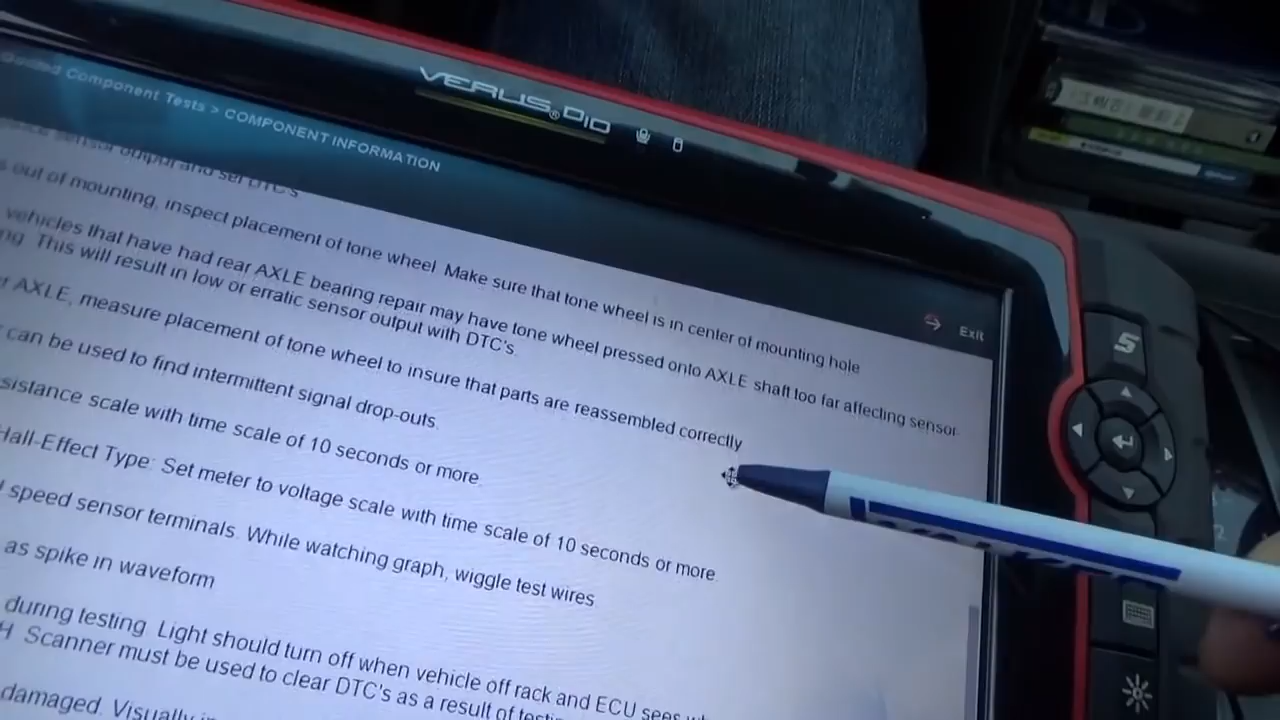 VERUS® PRO
Guided Component Tests > COMPONENT INFORMATION
sensor output and set DTC's
out of mounting, inspect placement of tone wheel. Make sure that tone wheel is in center of mounting hole
vehicles that have had rear AXLE bearing repair may have tone wheel pressed onto AXLE shaft too far affecting sensor
This will result in low or erratic sensor output with DTC's.
AXLE, measure placement of tone wheel to insure that parts are reassembled correctly
can be used to find intermittent signal drop-outs.
scale with time scale of 10 seconds or more.
Hall-Effect Type: Set meter to voltage scale with time scale of 10 seconds or more.
speed sensor terminals. While watching graph, wiggle test wires
as spike in waveform
during testing. Light should turn off when vehicle off rack and ECU sees
Scanner must be used to clear DTC's as a result of
damaged. Visually
Exit
S